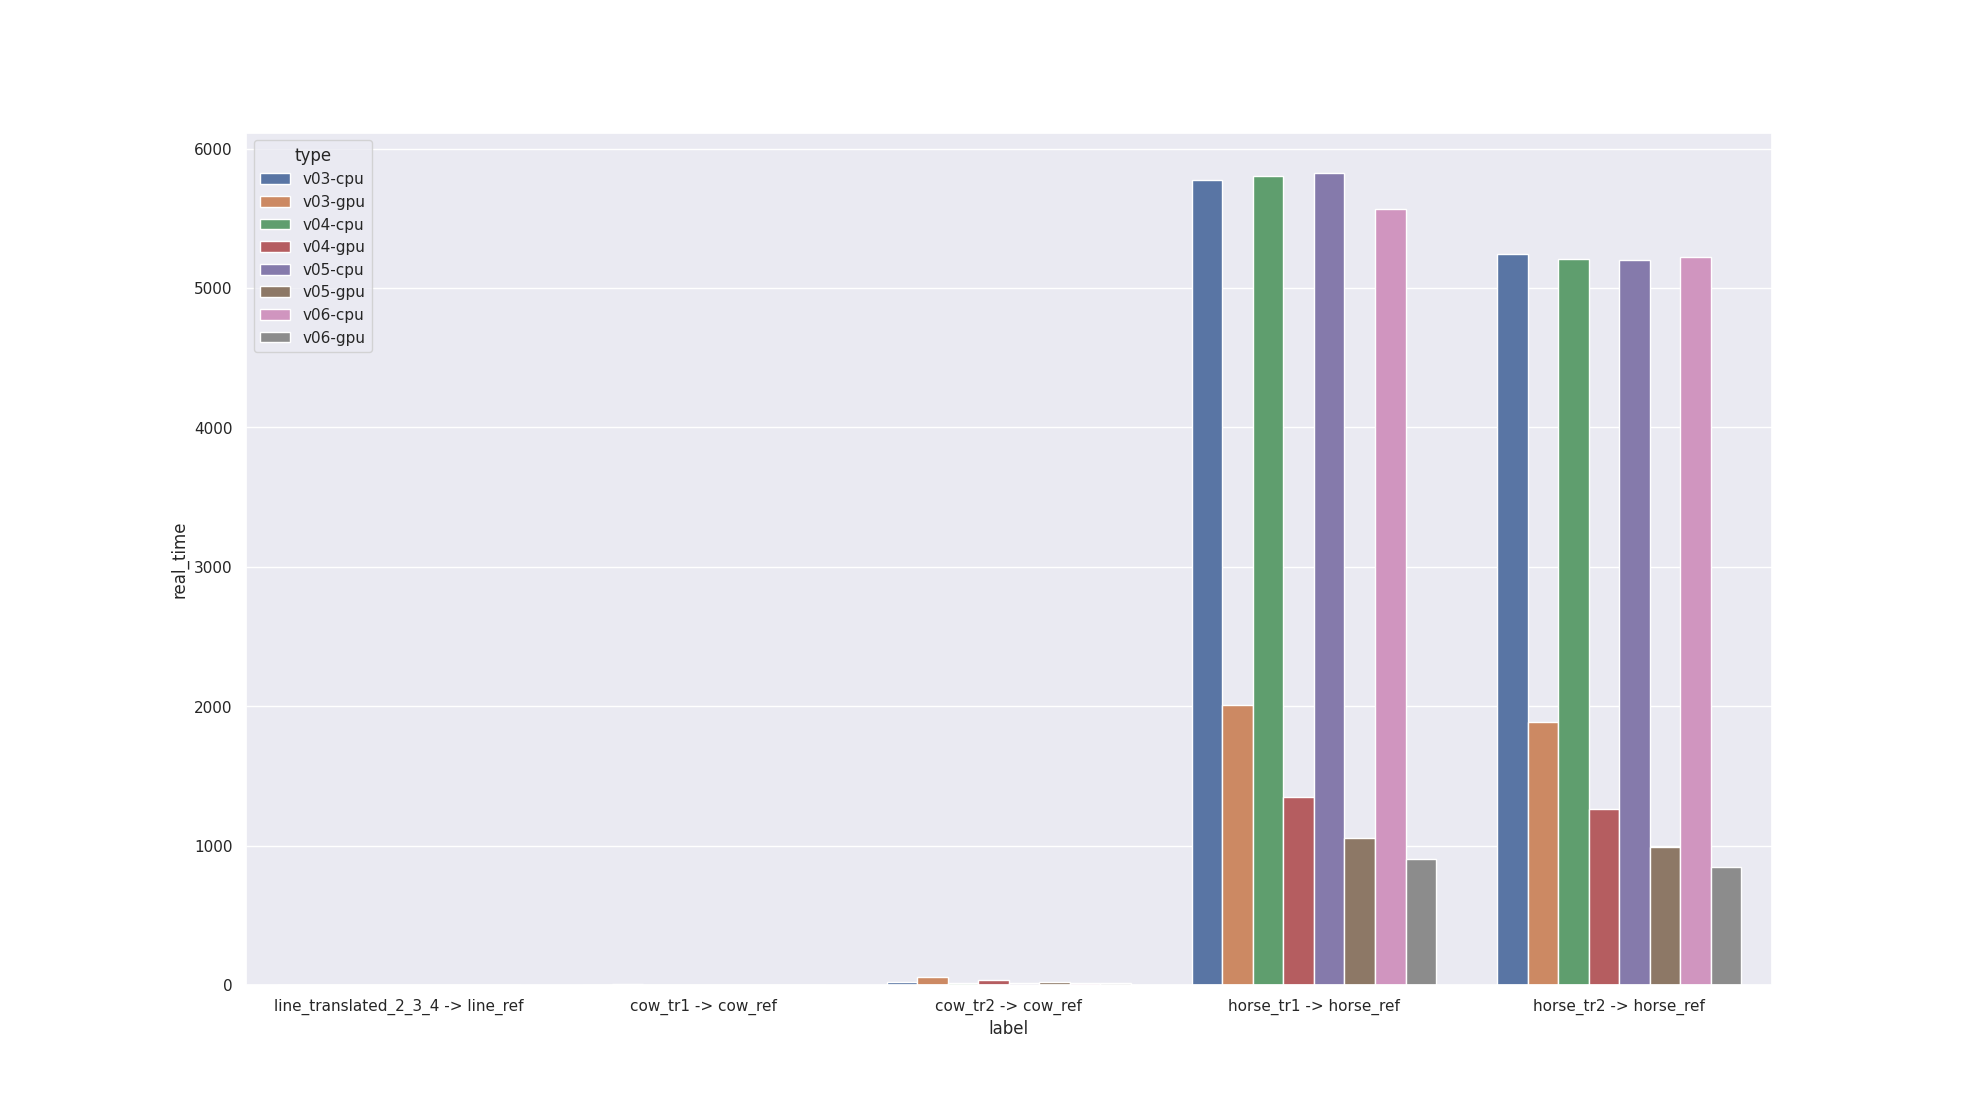 type
v03-cpu
v03-gpu
v04-cpu
v04-gpu
v05-cpu
v05-gpu
v06-cpu
v06-gpu
6000
5000
4000
3000
2000
1000
0
real_time
line_translated_2_3_4 -> line_ref
cow_tr1 -> cow_ref
cow_tr2 -> cow_ref
horse_tr1 -> horse_ref
horse_tr2 -> horse_ref
label